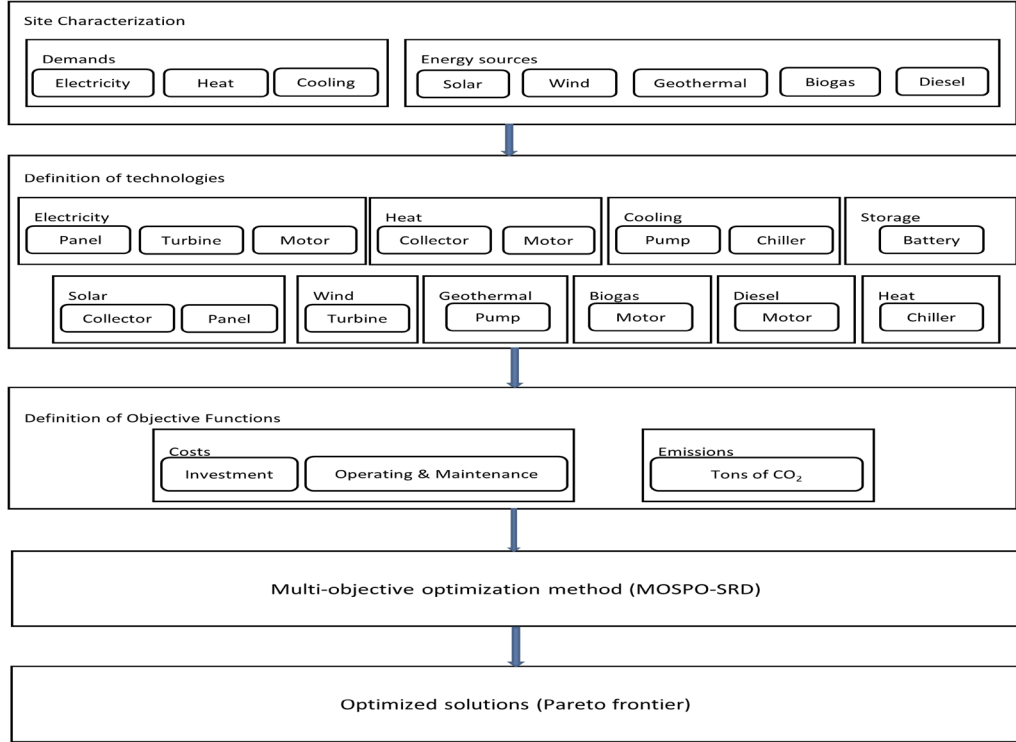 Site Characterization
Demands
Electricity Heat Cooling
Energy sources
Solar Wind Geothermal Biogas Diesel
Definition of technologies
Electricity
Panel Turbine Motor
Heat
Collector Motor
Cooling
Pump Chiller
Storage
Battery
Solar
Collector Panel
Wind
Turbine
Geothermal
Pump
Biogas
Motor
Diesel
Motor
Heat
Chiller
Definition of Objective Functions
Costs
Investment Operating & Maintenance
Emissions
Tons of CO₂
Multi-objective optimization method (MOSPO-SRD)
Optimized solutions (Pareto frontier)